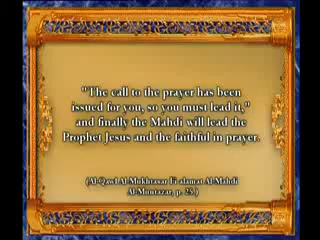 "The call to the prayer has been
issued for you, so you must lead it,"
and finally the Mahdi will lead the
Prophet Jesus and the faithful in prayer.
(Al-Qawl Al-Mukhtasar Fi 'alamat Al-Mahdi
Al-Muntazar, p. 25.)